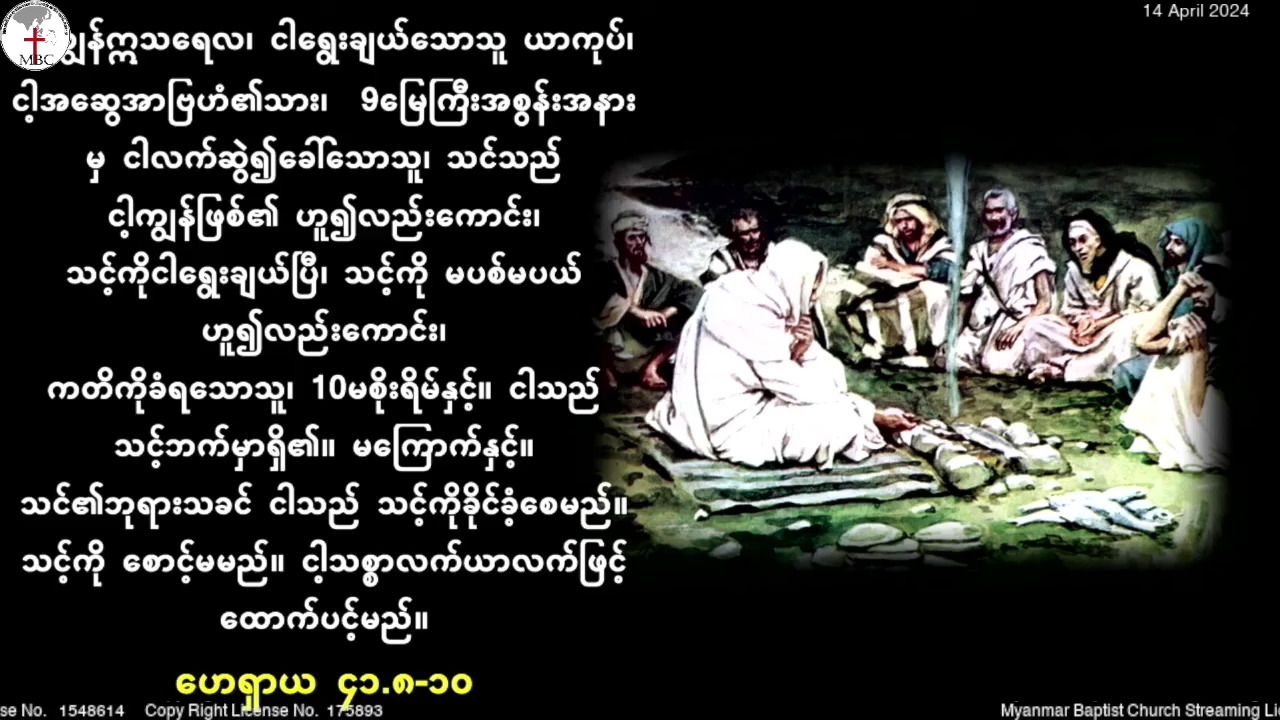 14 April 2024
MBC
ကျွန်ဣသရေလ၊ ငါရွေးချယ်သောသူ ယာကုပ်၊
ငါ့အဆွေအာဗြဟံ၏သား၊ 9မြေကြီးအစွန်းအနား
မှ ငါလက်ဆွဲ၍ခေါ်သောသူ၊ သင်သည်
ငါ့ကျွန်ဖြစ်၏ ဟူ၍လည်းကောင်း၊
သင့်ကိုငါရွေးချယ်ပြီ၊ သင့်ကို မပစ်မပယ်
ဟူ၍လည်းကောင်း၊
ကတိကိုခံရသောသူ၊ 10မစိုးရိမ်နှင့်။ ငါသည်
သင့်ဘက်မှာရှိ၏။ မကြောက်နှင့်။
သင်၏ဘုရားသခင် ငါသည် သင့်ကိုခိုင်ခံ့စေမည်။
သင့်ကို စောင့်မမည်။ ငါ့သစ္စာလက်ယာလက်ဖြင့်
ထောက်ပင့်မည်။
ဟေရှာယ ၄၁.၈-၁၀
se No. 1548614 Copy Right License No. 175893
Myanmar Baptist Church Streaming Li